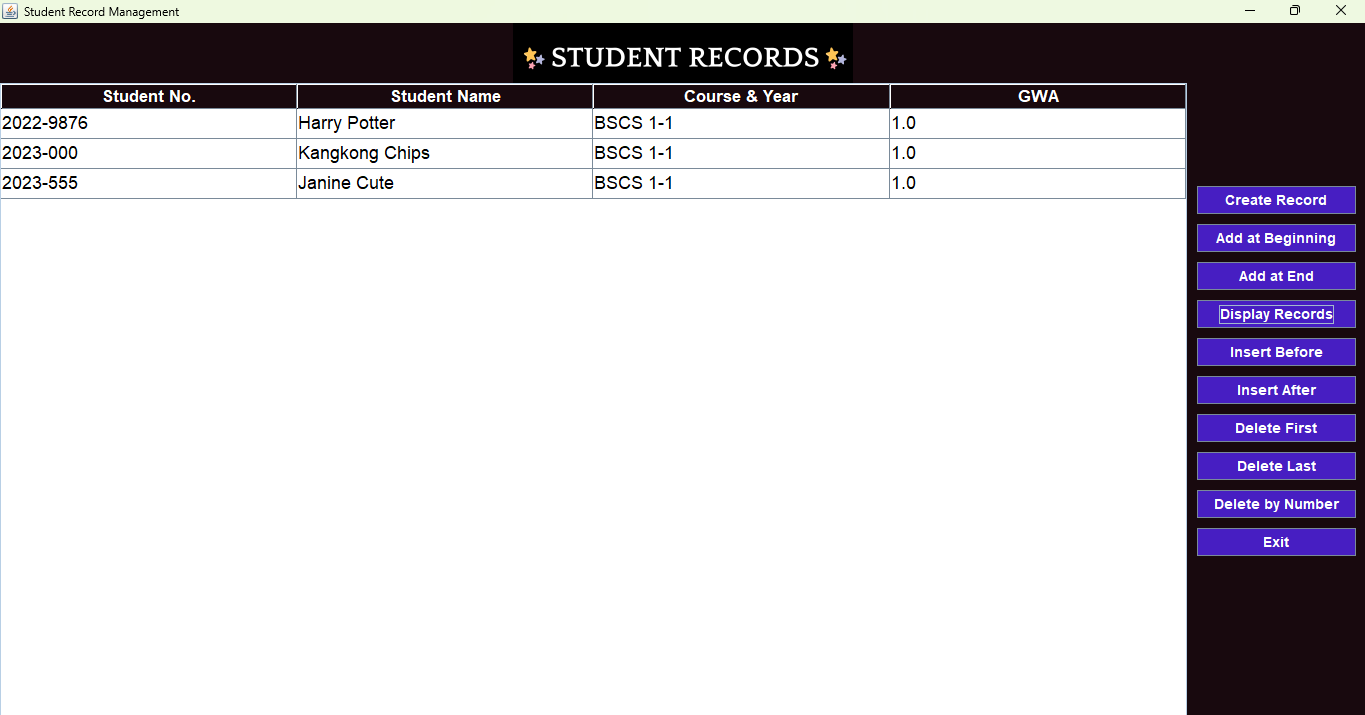 Student Record Management
STUDENT RECORDS
Student No. Student Name Course & Year GWA
2022-9876 Harry Potter BSCS 1-1 1.0
2023-000 Kangkong Chips BSCS 1-1 1.0
2023-555 Janine Cute BSCS 1-1 1.0
Create Record
Add at Beginning
Add at End
Display Records
Insert Before
Insert After
Delete First
Delete Last
Delete by Number
Exit